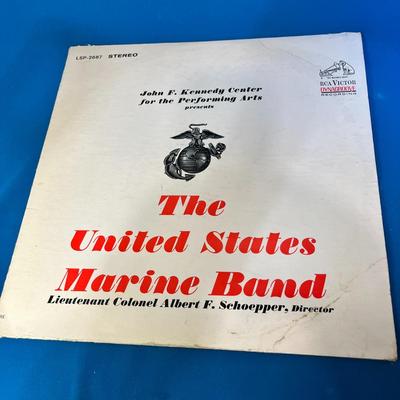 LSP-2687 STEREO
RCA VICTOR
DYNAGROOVE
RECORDING
John F. Kennedy Center
for the Performing Arts
presents
The
United States
Marine Band
Lieutenant Colonel Albert F. Schoepper, Director